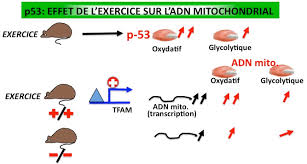 p53: EFFET DE L'EXERCICE SUR L'ADN MITOCHONDRIAL
EXERCICE
p-53
Oxydatif
Glycolytique
ADN mito.
Oxydatif
Glycolytique
EXERCICE
+/+
TFAM
ADN mito.
(transcription)
-/-